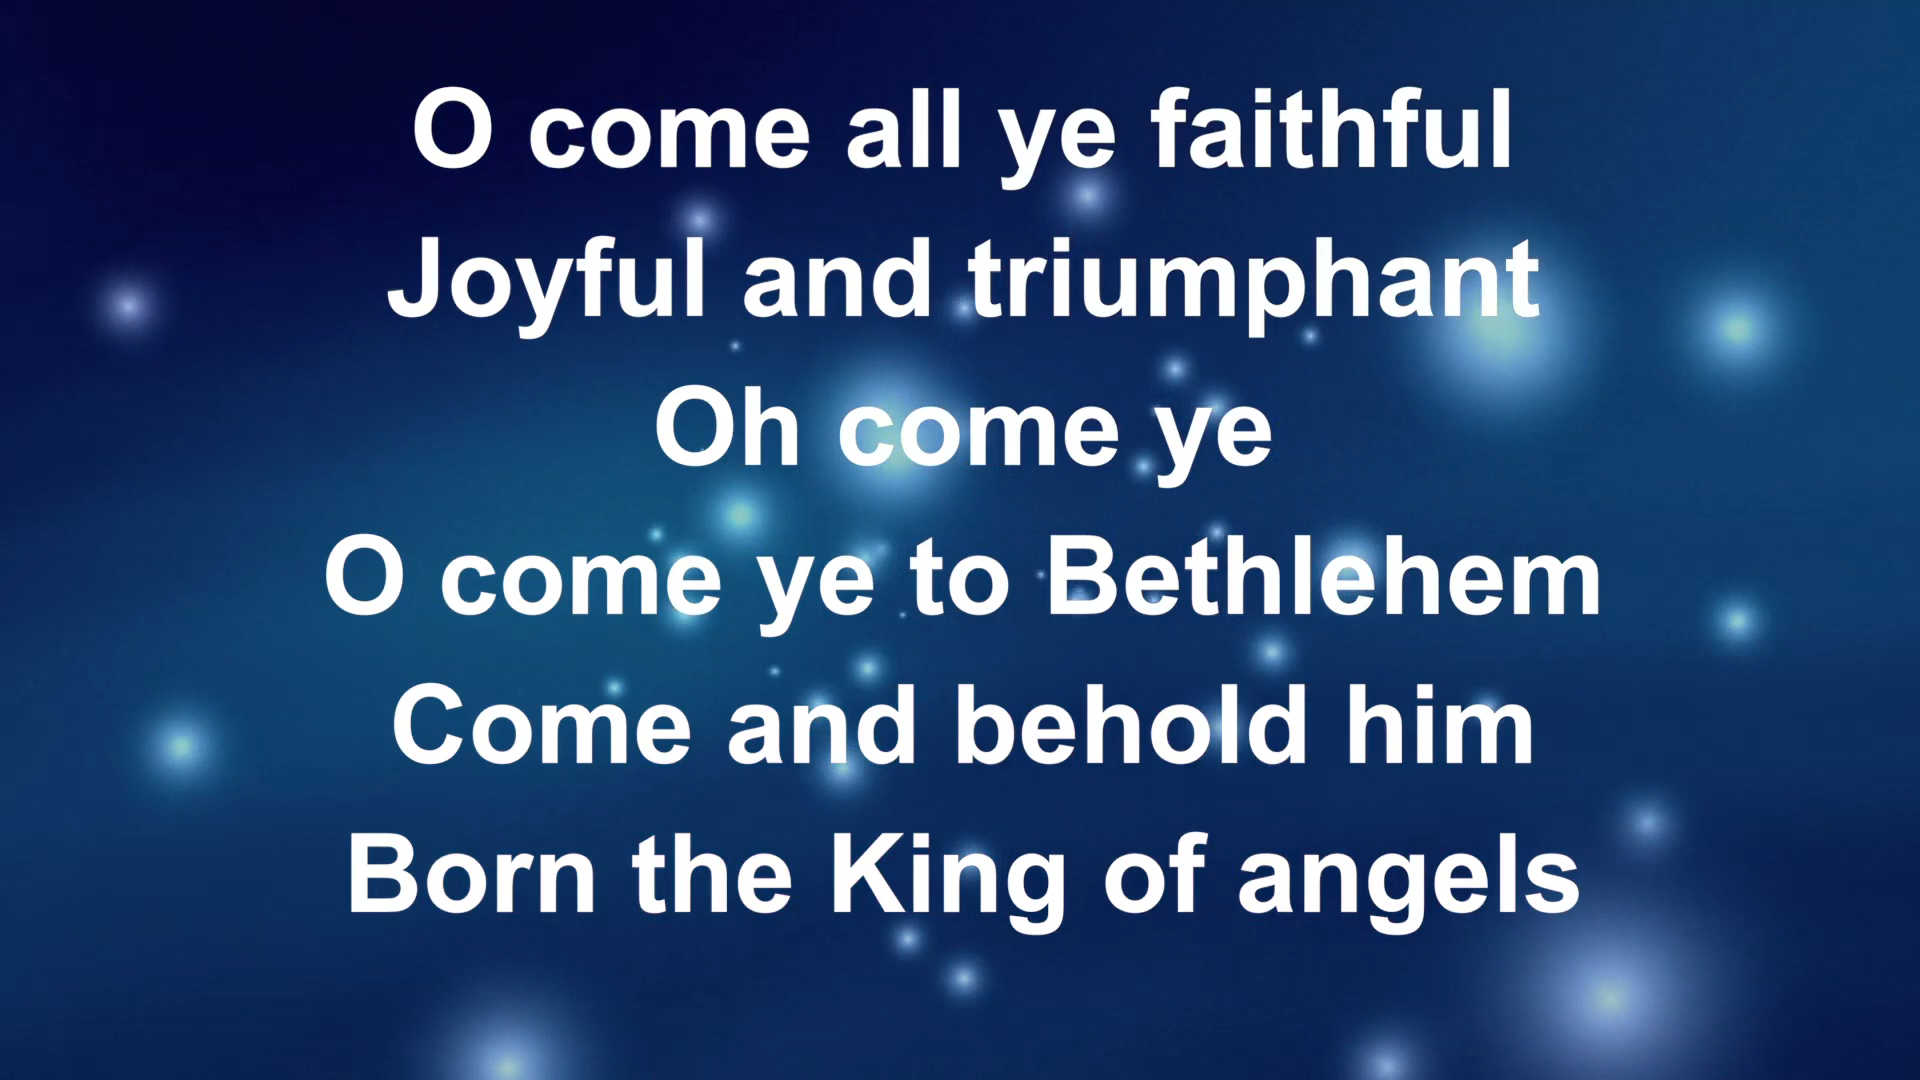 O come all ye faithful
Joyful and triumphant
Oh come ye
O come ye to Bethlehem
Come and behold him
Born the King of angels